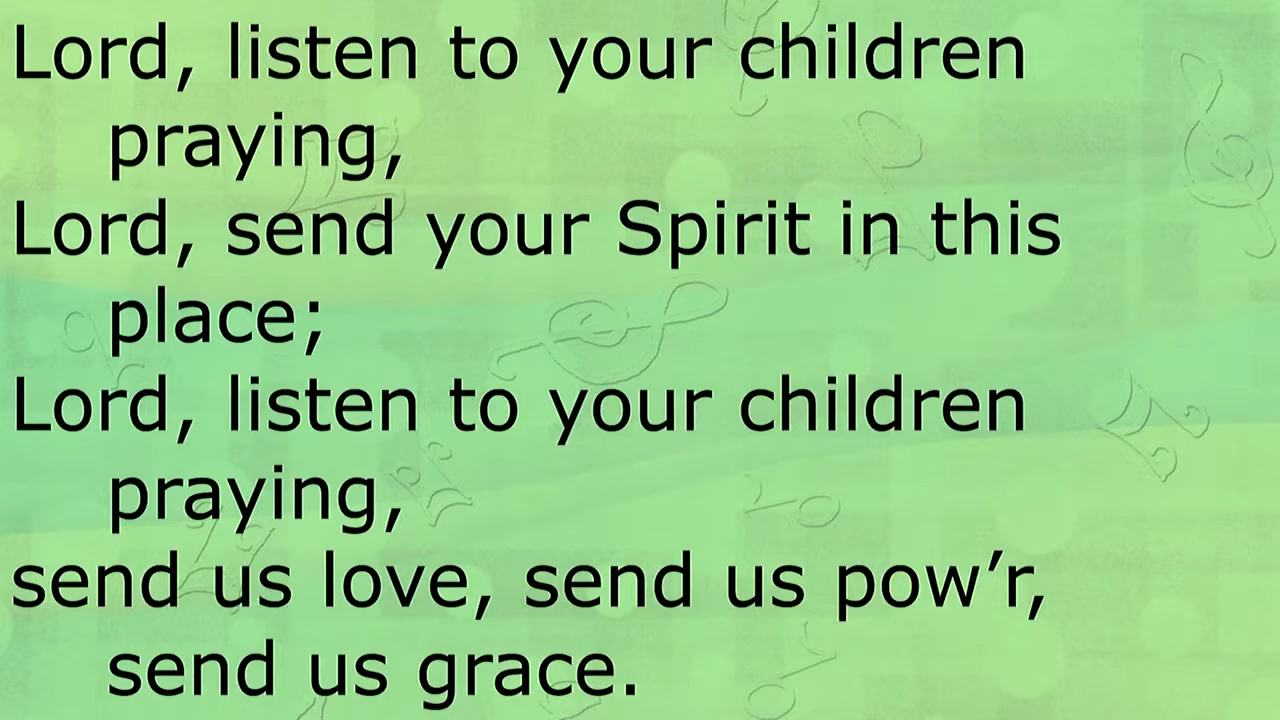 Lord, listen to your children
praying,
Lord, send your Spirit in this
place;
Lord, listen to your children
praying,
send us love, send us pow’r,
send us grace.